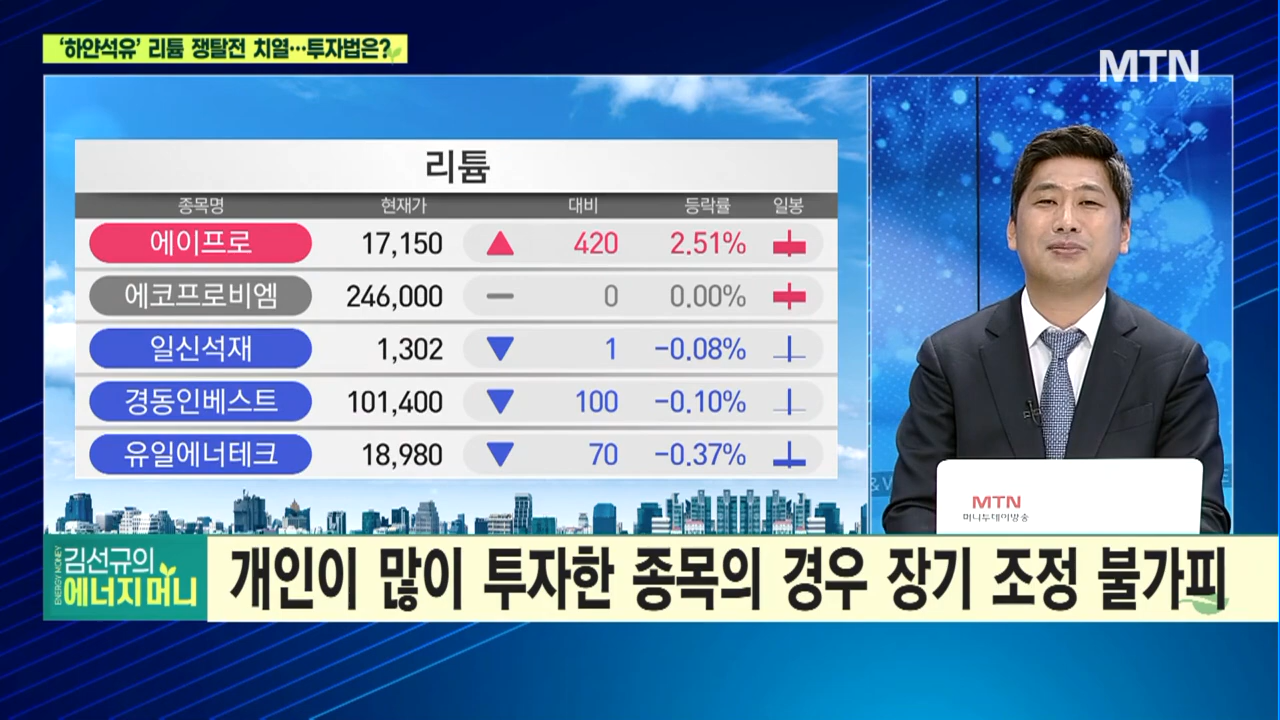 ‘하얀석유’ 리튬 쟁탈전 치열…투자법은?
MTN
리튬
종목명 현재가 대비 등락률 일봉
에이프로 17,150 ▲ 420 2.51%
에코프로비엠 246,000 － 0 0.00%
일신석재 1,302 ▼ 1 -0.08%
경동인베스트 101,400 ▼ 100 -0.10%
유일에너테크 18,980 ▼ 70 -0.37%
MTN
머니투데이방송
ENERGY MONEY
김선규의
에너지 머니
개인이 많이 투자한 종목의 경우 장기 조정 불가피